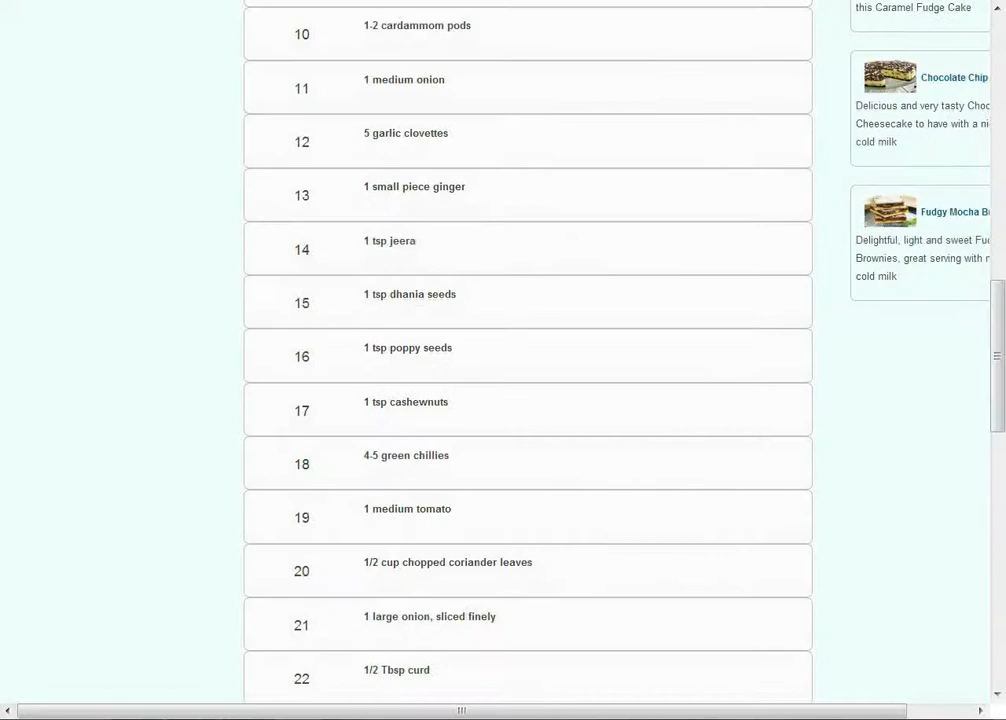 10
1-2 cardammom pods
11
1 medium onion
12
5 garlic clovettes
13
1 small piece ginger
14
1 tsp jeera
15
1 tsp dhania seeds
16
1 tsp poppy seeds
17
1 tsp cashewnuts
18
4-5 green chillies
19
1 medium tomato
20
1/2 cup chopped coriander leaves
21
1 large onion, sliced finely
22
1/2 Tbsp curd
this Caramel Fudge Cake
Chocolate Chip
Delicious and very tasty Choc
Cheesecake to have with a ni
cold milk
Fudgy Mocha B
Delightful, light and sweet Fud
Brownies, great serving with
cold milk